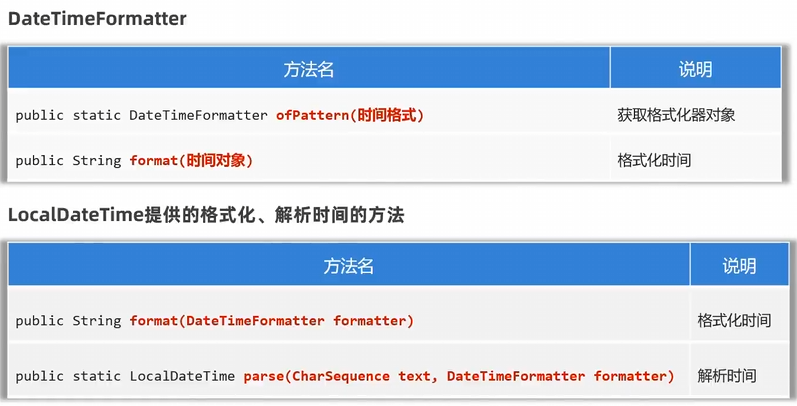 DateTimeFormatter
方法名 说明
public static DateTimeFormatter ofPattern(时间格式) 获取格式化器对象
public String format(时间对象) 格式化时间
LocalDateTime提供的格式化、解析时间的方法
方法名 说明
public String format(DateTimeFormatter formatter) 格式化时间
public static LocalDateTime parse(CharSequence text, DateTimeFormatter formatter) 解析时间